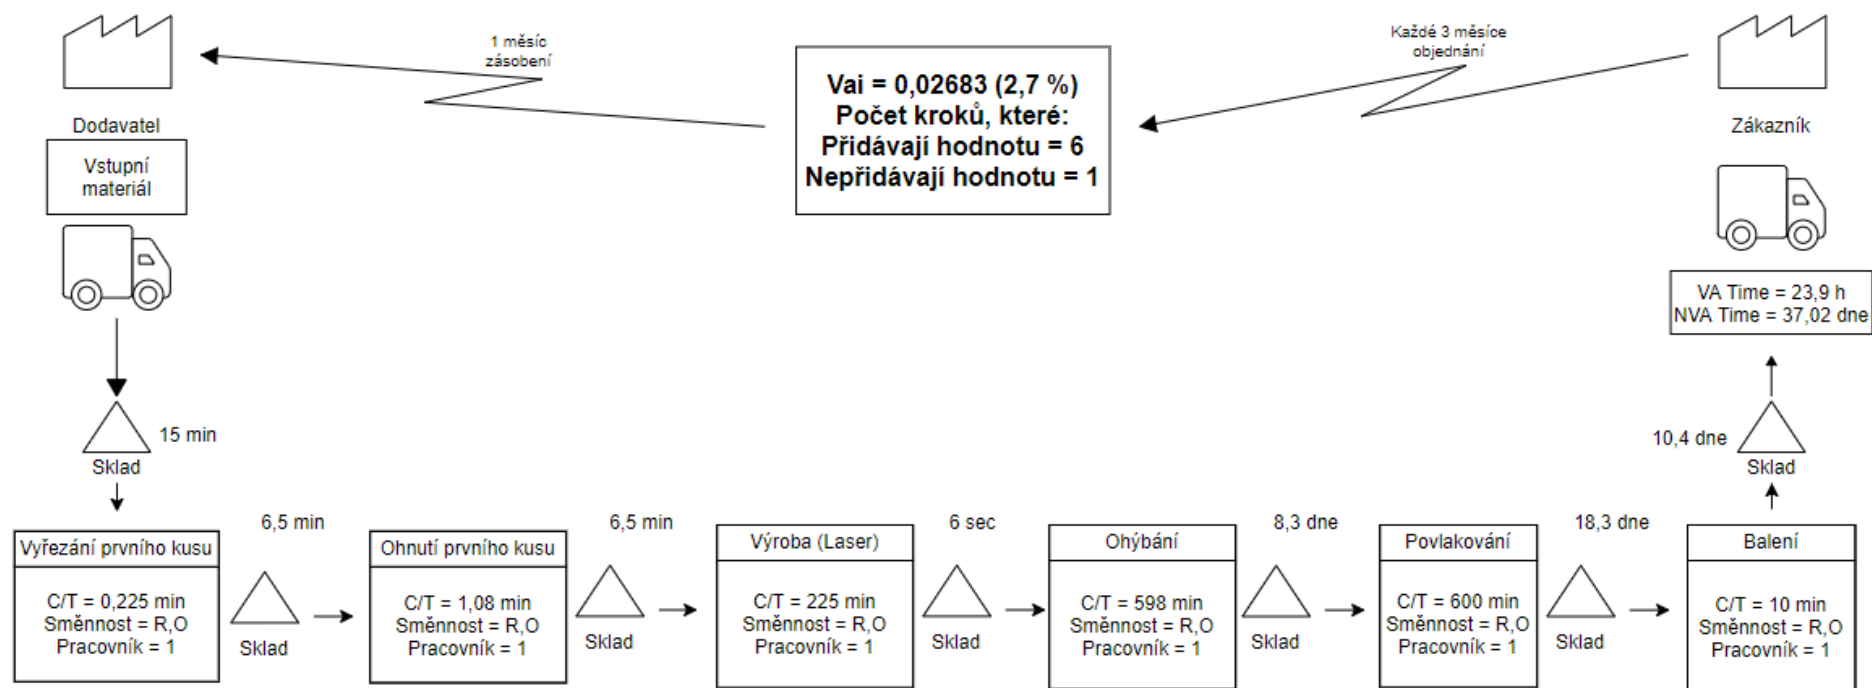 1 měsíc
zásobení
Každé 3 měsíce
objednání
Vai = 0,02683 (2,7 %)
Počet kroků, které:
Přidávají hodnotu = 6
Nepřidávají hodnotu = 1
Dodavatel
Vstupní
materiál
Zákazník
VA Time = 23,9 h
NVA Time = 37,02 dne
15 min
Sklad
10,4 dne
Sklad
Vyřezání prvního kusu
C/T = 0,225 min
Směnnost = R,O
Pracovník = 1
6,5 min
Sklad
Ohnutí prvního kusu
C/T = 1,08 min
Směnnost = R,O
Pracovník = 1
6,5 min
Sklad
Výroba (Laser)
C/T = 225 min
Směnnost = R,O
Pracovník = 1
6 sec
Sklad
Ohýbání
C/T = 598 min
Směnnost = R,O
Pracovník = 1
8,3 dne
Sklad
Povlakování
C/T = 600 min
Směnnost = R,O
Pracovník = 1
18,3 dne
Sklad
Balení
C/T = 10 min
Směnnost = R,O
Pracovník = 1